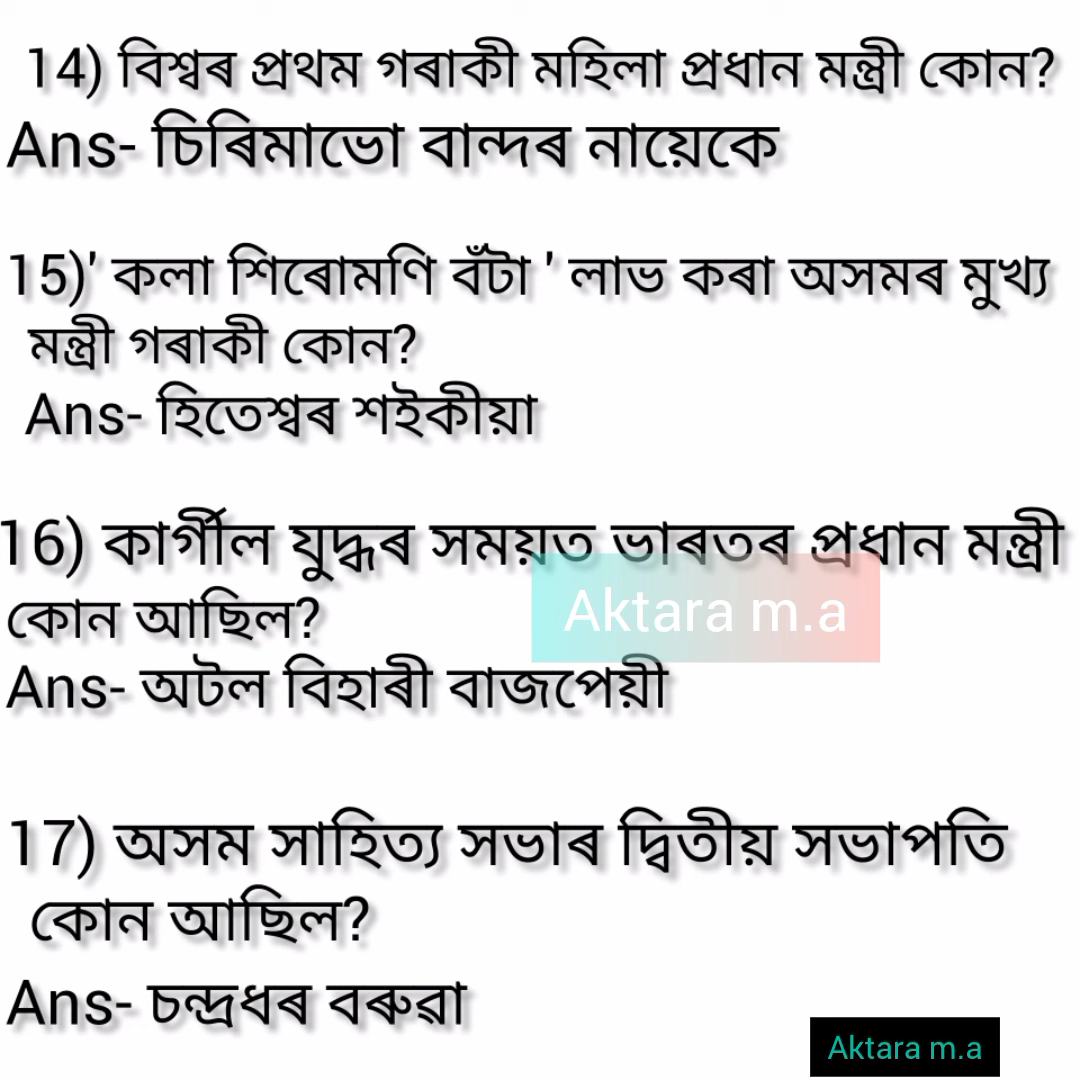 14) বিশ্বৰ প্ৰথম গৰাকী মহিলা প্ৰধান মন্ত্ৰী কোন?
Ans- চিৰিমাভো বান্দৰ নায়েকে
15)' কলা শিৰোমণি বঁটা ' লাভ কৰা অসমৰ মুখ্য
মন্ত্ৰী গৰাকী কোন?
Ans- হিতেশ্বৰ শইকীয়া
16) কাৰ্গীল যুদ্ধৰ সময়ত ভাৰতৰ প্ৰধান মন্ত্ৰী
Aktara m.a
কোন আছিল?
Ans- অটল বিহাৰী বাজপেয়ী
17) অসম সাহিত্য সভাৰ দ্বিতীয় সভাপতি
কোন আছিল?
Ans- চন্দ্ৰধৰ বৰুৱা
Aktara m.a